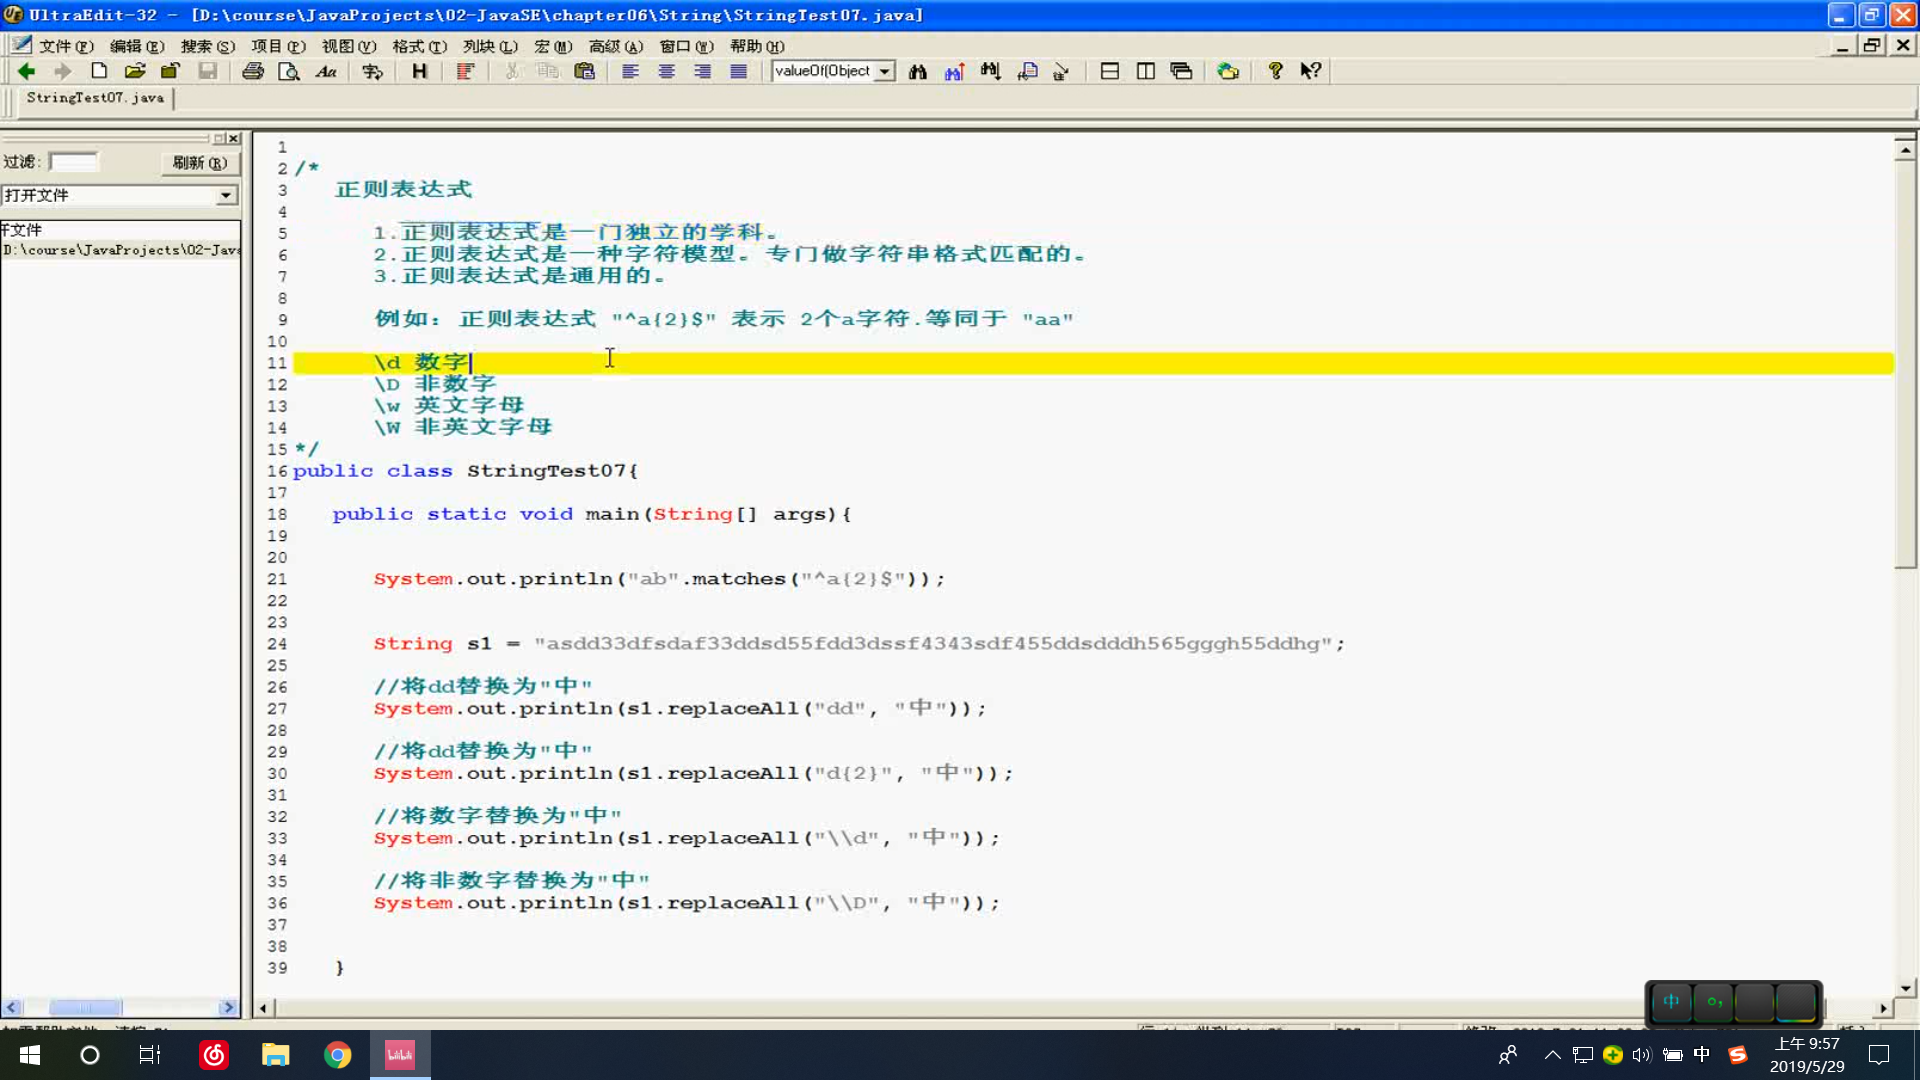 UltraEdit-32 - [D:\course\JavaProjects\02-JavaSE\chapter06\String\StringTest07.java]
文件(F) 编辑(E) 搜索(S) 项目(P) 视图(V) 格式(T) 列块(L) 宏(M) 高级(A) 窗口(W) 帮助(H)
valueOf(Object
StringTest07.java
过滤: 刷新(R)
打开文件
开文件
D:\course\JavaProjects\02-Java
1
2 /*
3 正则表达式
4
5 1.正则表达式是一门独立的学科。
6 2.正则表达式是一种字符模型。专门做字符串格式匹配的。
7 3.正则表达式是通用的。
8
9 例如: 正则表达式 "^a{2}$" 表示 2个a字符.等同于 "aa"
10
11 \d 数字
12 \D 非数字
13 \w 英文字母
14 \W 非英文字母
15 */
16 public class StringTest07{
17
18 public static void main(String[] args){
19
20
21 System.out.println("ab".matches("^a{2}$"));
22
23
24 String s1 = "asdd33dfsdaf33ddsd55fdd3dssf4343sdf455ddsdddh565gggh55ddhg";
25
26 //将dd替换为"中"
27 System.out.println(s1.replaceAll("dd", "中"));
28
29 //将dd替换为"中"
30 System.out.println(s1.replaceAll("d{2}", "中"));
31
32 //将数字替换为"中"
33 System.out.println(s1.replaceAll("\\d", "中"));
34
35 //将非数字替换为"中"
36 System.out.println(s1.replaceAll("\\D", "中"));
37
38
39 }
中 o,
lulub
中
上午 9:57
2019/5/29